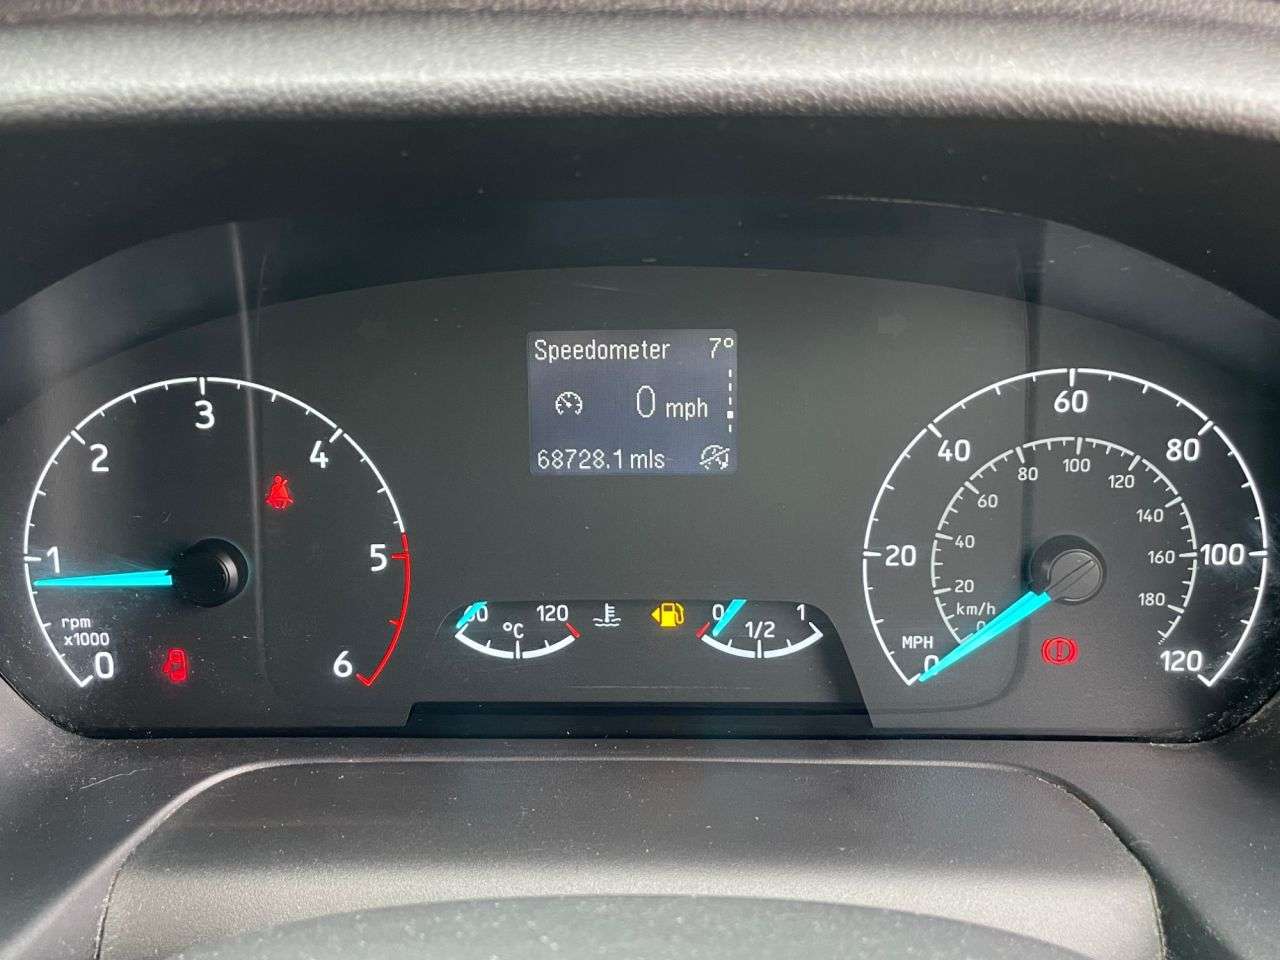 Speedometer 7°
0 mph
68728.1 mls
0 1 2 3 4 5 6
rpm
x1000
60 120
°C
0 1/2 1
0 20 40 60 80 100 120
MPH
0 20 40 60 80 100 120 140 160 180
km/h